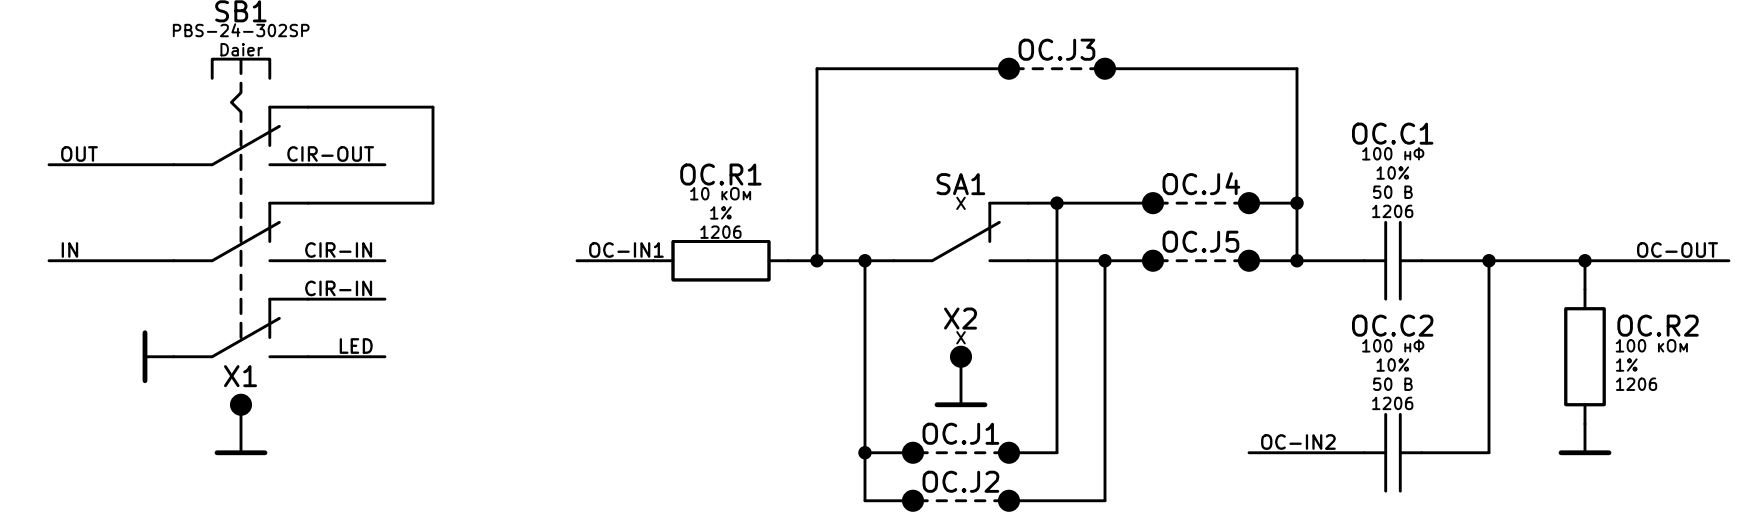 SB1
PBS-24-302SP
Daier
OUT
CIR-OUT
IN
CIR-IN
CIR-IN
LED
X1
OC.J3
OC-IN1
OC.R1
10 кОм
1%
1206
SA1
X
OC.J4
OC.J5
X2
X
OC.J1
OC.J2
OC.C1
100 нФ
10%
50 В
1206
OC.C2
100 нФ
10%
50 В
1206
OC-IN2
OC-OUT
OC.R2
100 кОм
1%
1206